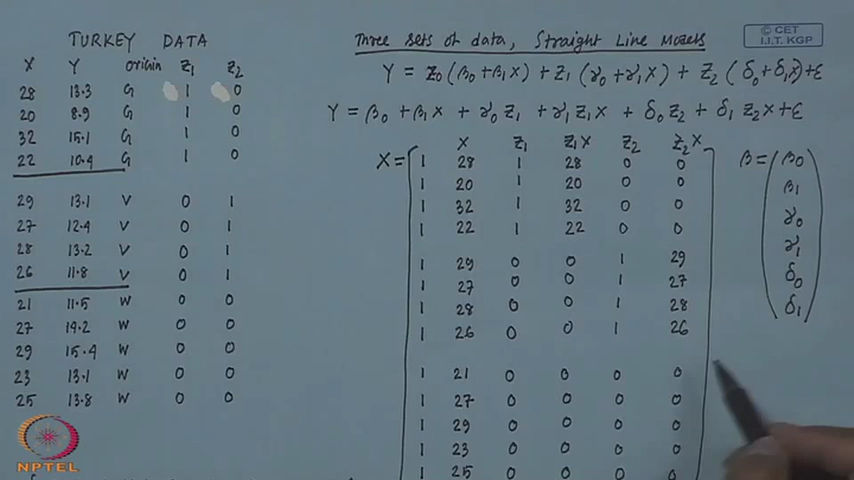 TURKEY DATA
X Y origin Z1 Z2
28 13.3 G 1 0
20 8.9 G 1 0
32 15.1 G 1 0
22 10.4 G 1 0
29 13.1 V 0 1
27 12.4 V 0 1
28 13.2 V 0 1
26 11.8 V 0 1
21 11.5 W 0 0
27 14.2 W 0 0
29 15.4 W 0 0
23 13.1 W 0 0
25 13.8 W 0 0
NPTEL
© CET
I.I.T. KGP
Three sets of data, Straight Line Models
Y = Z0 (β0+β1X) + Z1 (γ0+γ1X) + Z2 (δ0+δ1X)+ε
Y = β0 + β1X + γ0 Z1 + γ1 Z1X + δ0 Z2 + δ1 Z2X + ε
X Z1 Z1X Z2 Z2X
X = 1 28 1 28 0 0
1 20 1 20 0 0
1 32 1 32 0 0
1 22 1 22 0 0
1 29 0 0 1 29
1 27 0 0 1 27
1 28 0 0 1 28
1 26 0 0 1 26
1 21 0 0 0 0
1 27 0 0 0 0
1 29 0 0 0 0
1 23 0 0 0 0
1 25 0 0 0 0
β = (β0
β1
γ0
γ1
δ0
δ1)